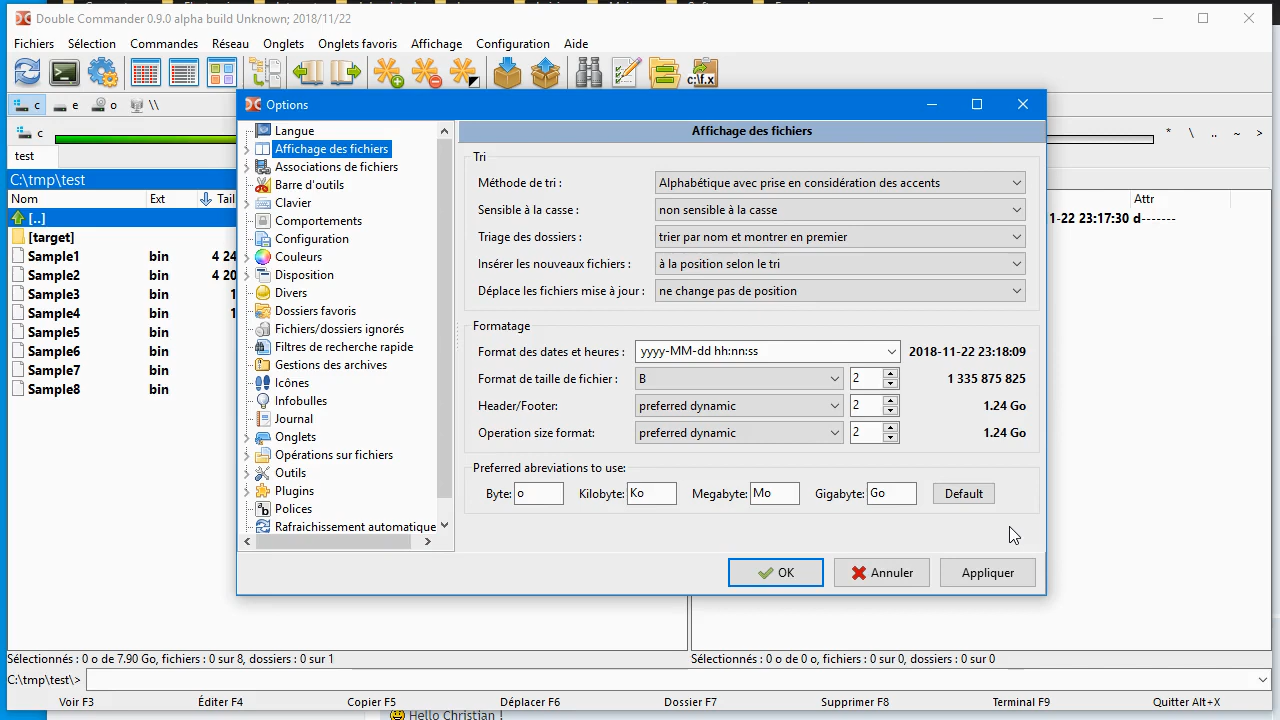 Double Commander 0.9.0 alpha build Unknown; 2018/11/22
Fichiers Sélection Commandes Réseau Onglets Onglets favoris Affichage Configuration Aide
c:\f.x
c e o \\
c * \ .. ~ >
test
C:\tmp\test
Nom Ext Tail Attr
[..] 1-22 23:17:30 d-------
[target]
Sample1 bin 4 24
Sample2 bin 4 20
Sample3 bin 1
Sample4 bin 1
Sample5 bin
Sample6 bin
Sample7 bin
Sample8 bin
Options
Langue
Affichage des fichiers
Associations de fichiers
Barre d'outils
Clavier
Comportements
Configuration
Couleurs
Disposition
Divers
Dossiers favoris
Fichiers/dossiers ignorés
Filtres de recherche rapide
Gestions des archives
Icônes
Infobulles
Journal
Onglets
Opérations sur fichiers
Outils
Plugins
Polices
Rafraichissement automatique
Affichage des fichiers
Tri
Méthode de tri : Alphabétique avec prise en considération des accents
Sensible à la casse : non sensible à la casse
Triage des dossiers : trier par nom et montrer en premier
Insérer les nouveaux fichiers : à la position selon le tri
Déplace les fichiers mise à jour : ne change pas de position
Formatage
Format des dates et heures : yyyy-MM-dd hh:nn:ss 2018-11-22 23:18:09
Format de taille de fichier : B 2 1 335 875 825
Header/Footer: preferred dynamic 2 1.24 Go
Operation size format: preferred dynamic 2 1.24 Go
Preferred abreviations to use:
Byte: o Kilobyte: Ko Megabyte: Mo Gigabyte: Go Default
OK Annuler Appliquer
Sélectionnés : 0 o de 7.90 Go, fichiers : 0 sur 8, dossiers : 0 sur 1
Sélectionnés : 0 o de 0 o, fichiers : 0 sur 0, dossiers : 0 sur 0
C:\tmp\test\>
Voir F3 Éditer F4 Copier F5 Déplacer F6 Dossier F7 Supprimer F8 Terminal F9 Quitter Alt+X
Hello Christian !